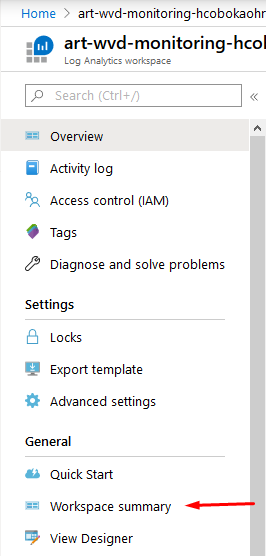 Home > art-wvd-monitoring-hcobokaohr
art-wvd-monitoring-hcob
Log Analytics workspace
Search (Ctrl+/)
Overview
Activity log
Access control (IAM)
Tags
Diagnose and solve problems
Settings
Locks
Export template
Advanced settings
General
Quick Start
Workspace summary
View Designer